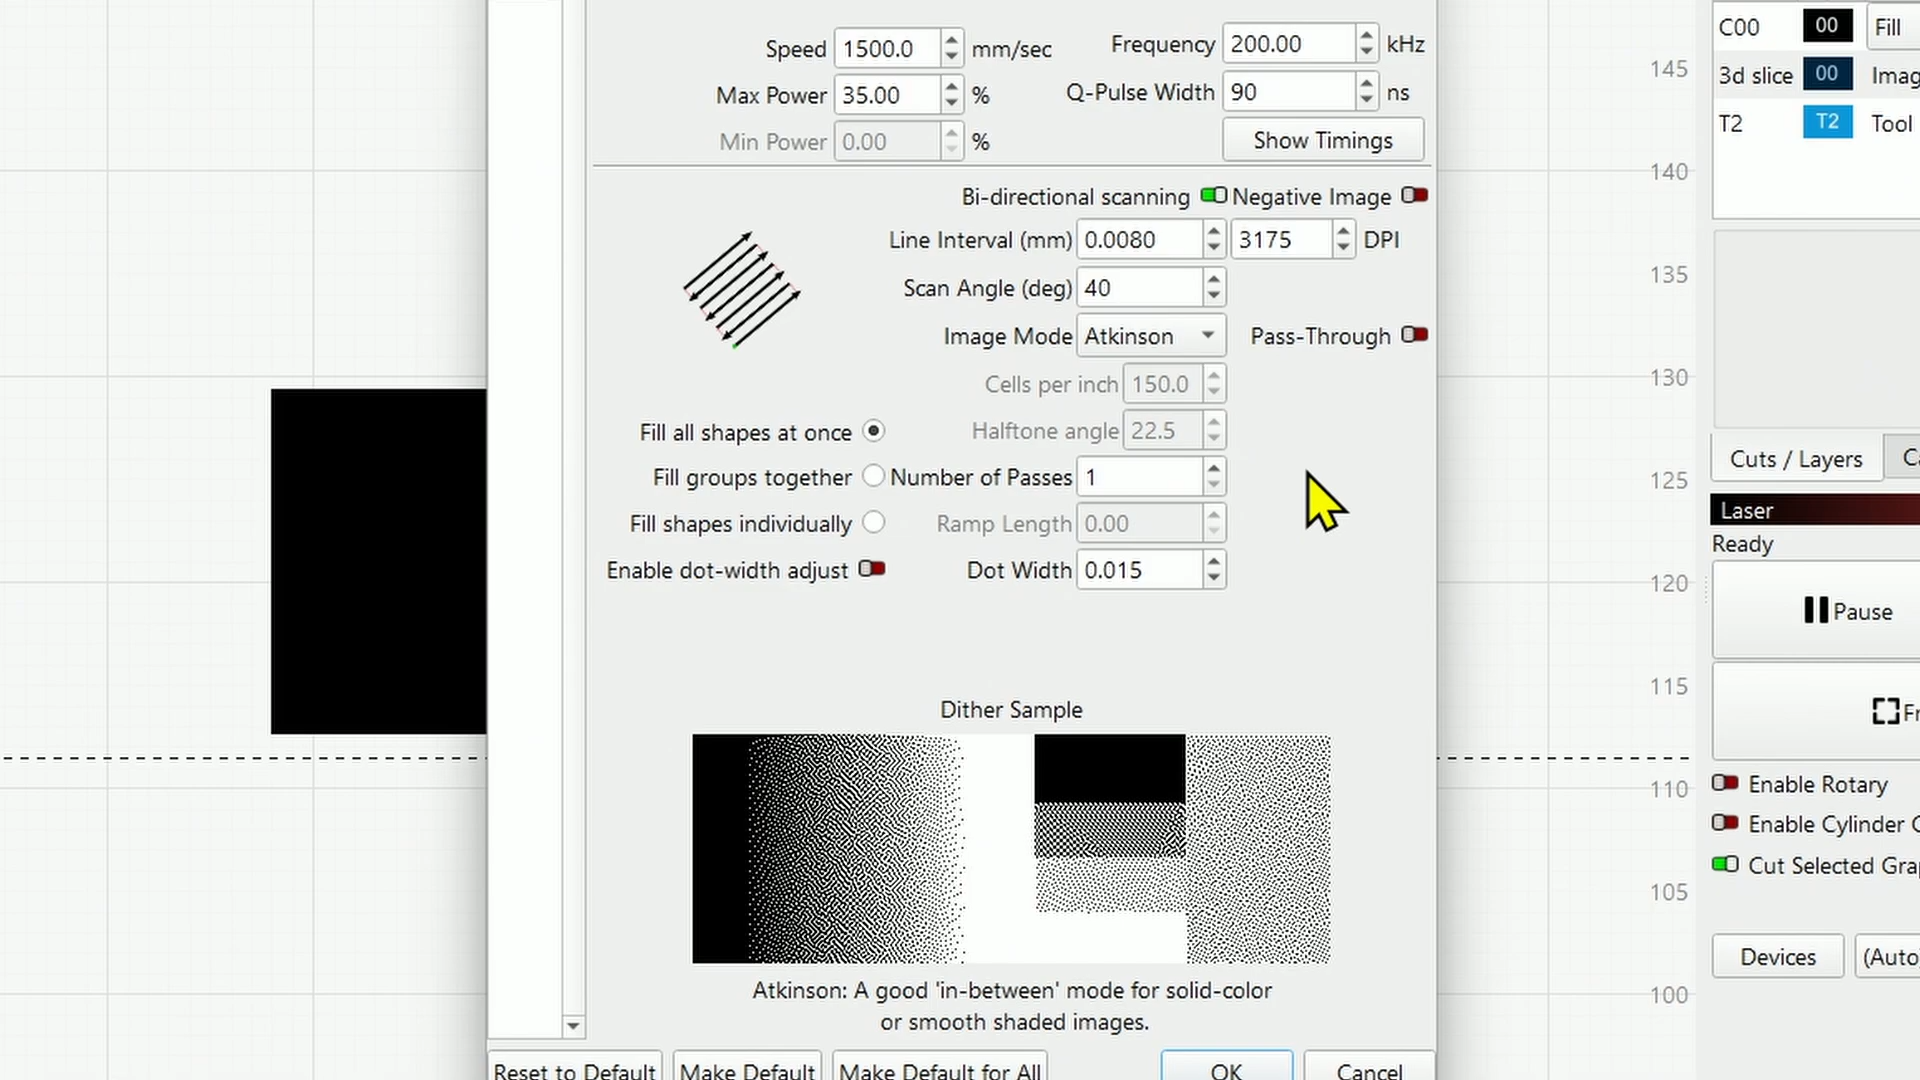 Speed 1500.0 mm/sec Frequency 200.00 kHz
Max Power 35.00 % Q-Pulse Width 90 ns
Min Power 0.00 % Show Timings
Bi-directional scanning Negative Image
Line Interval (mm) 0.0080 3175 DPI
Scan Angle (deg) 40
Image Mode Atkinson Pass-Through
Cells per inch 150.0
Fill all shapes at once Halftone angle 22.5
Fill groups together Number of Passes 1
Fill shapes individually Ramp Length 0.00
Enable dot-width adjust Dot Width 0.015
Dither Sample
Atkinson: A good 'in-between' mode for solid-color
or smooth shaded images.
Reset to Default Make Default Make Default for All OK Cancel
145
140
135
130
125
120
115
110
105
100
C00 00 Fill
3d slice 00 Imag
T2 T2 Tool
Cuts / Layers Ca
Laser
Ready
Pause
Fr
Enable Rotary
Enable Cylinder C
Cut Selected Gra
Devices (Auto